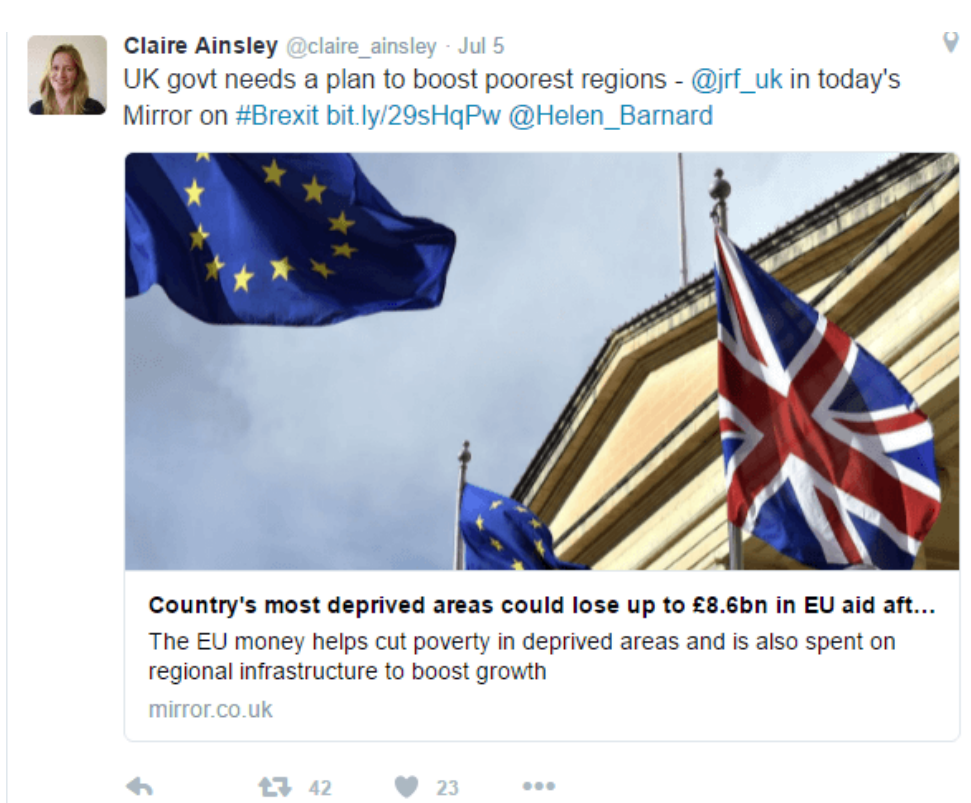 Claire Ainsley @claire_ainsley · Jul 5
UK govt needs a plan to boost poorest regions - @jrf_uk in today's
Mirror on #Brexit bit.ly/29sHqPw @Helen_Barnard
Country's most deprived areas could lose up to £8.6bn in EU aid aft...
The EU money helps cut poverty in deprived areas and is also spent on
regional infrastructure to boost growth
mirror.co.uk
42 23